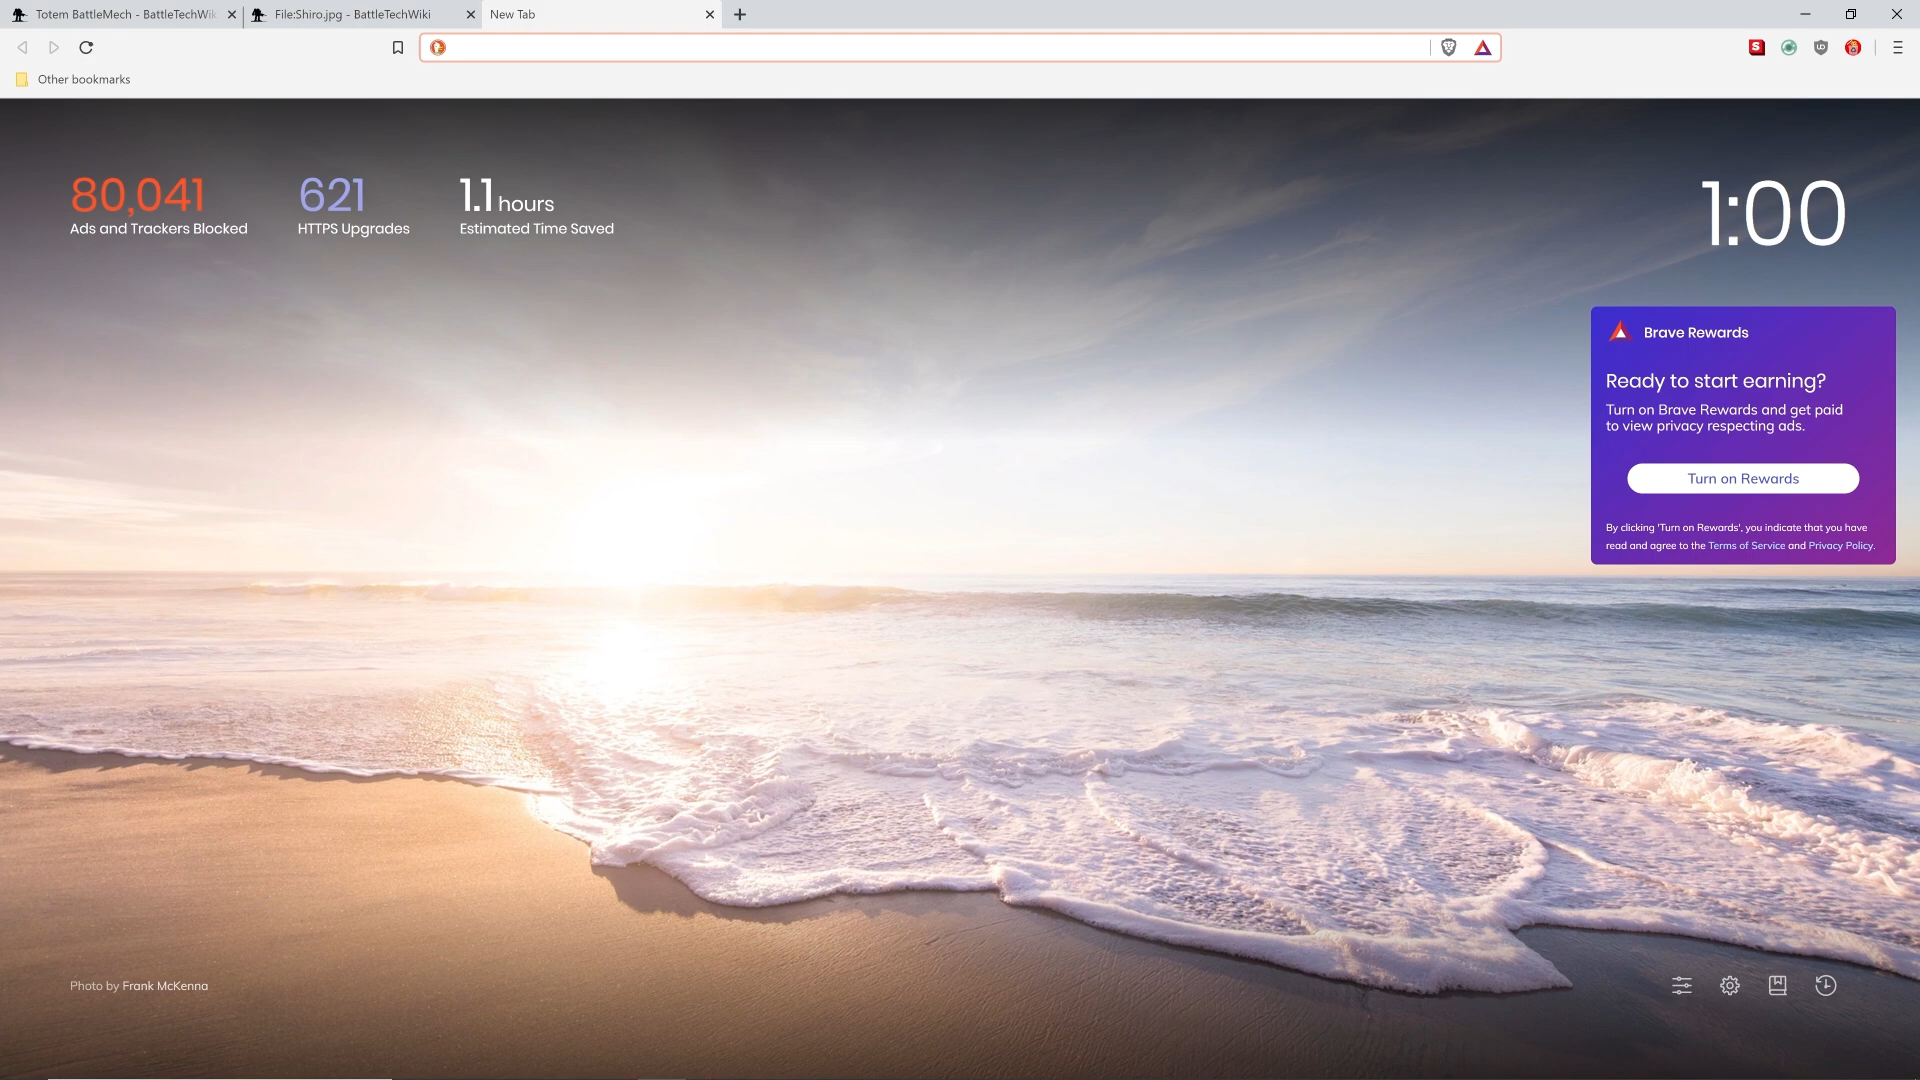 Totem BattleMech - BattleTechWik
File:Shiro.jpg - BattleTechWiki
New Tab
Other bookmarks
80,041
Ads and Trackers Blocked
621
HTTPS Upgrades
1.1 hours
Estimated Time Saved
1:00
Brave Rewards
Ready to start earning?
Turn on Brave Rewards and get paid
to view privacy respecting ads.
Turn on Rewards
By clicking 'Turn on Rewards', you indicate that you have
read and agree to the Terms of Service and Privacy Policy.
Photo by Frank McKenna